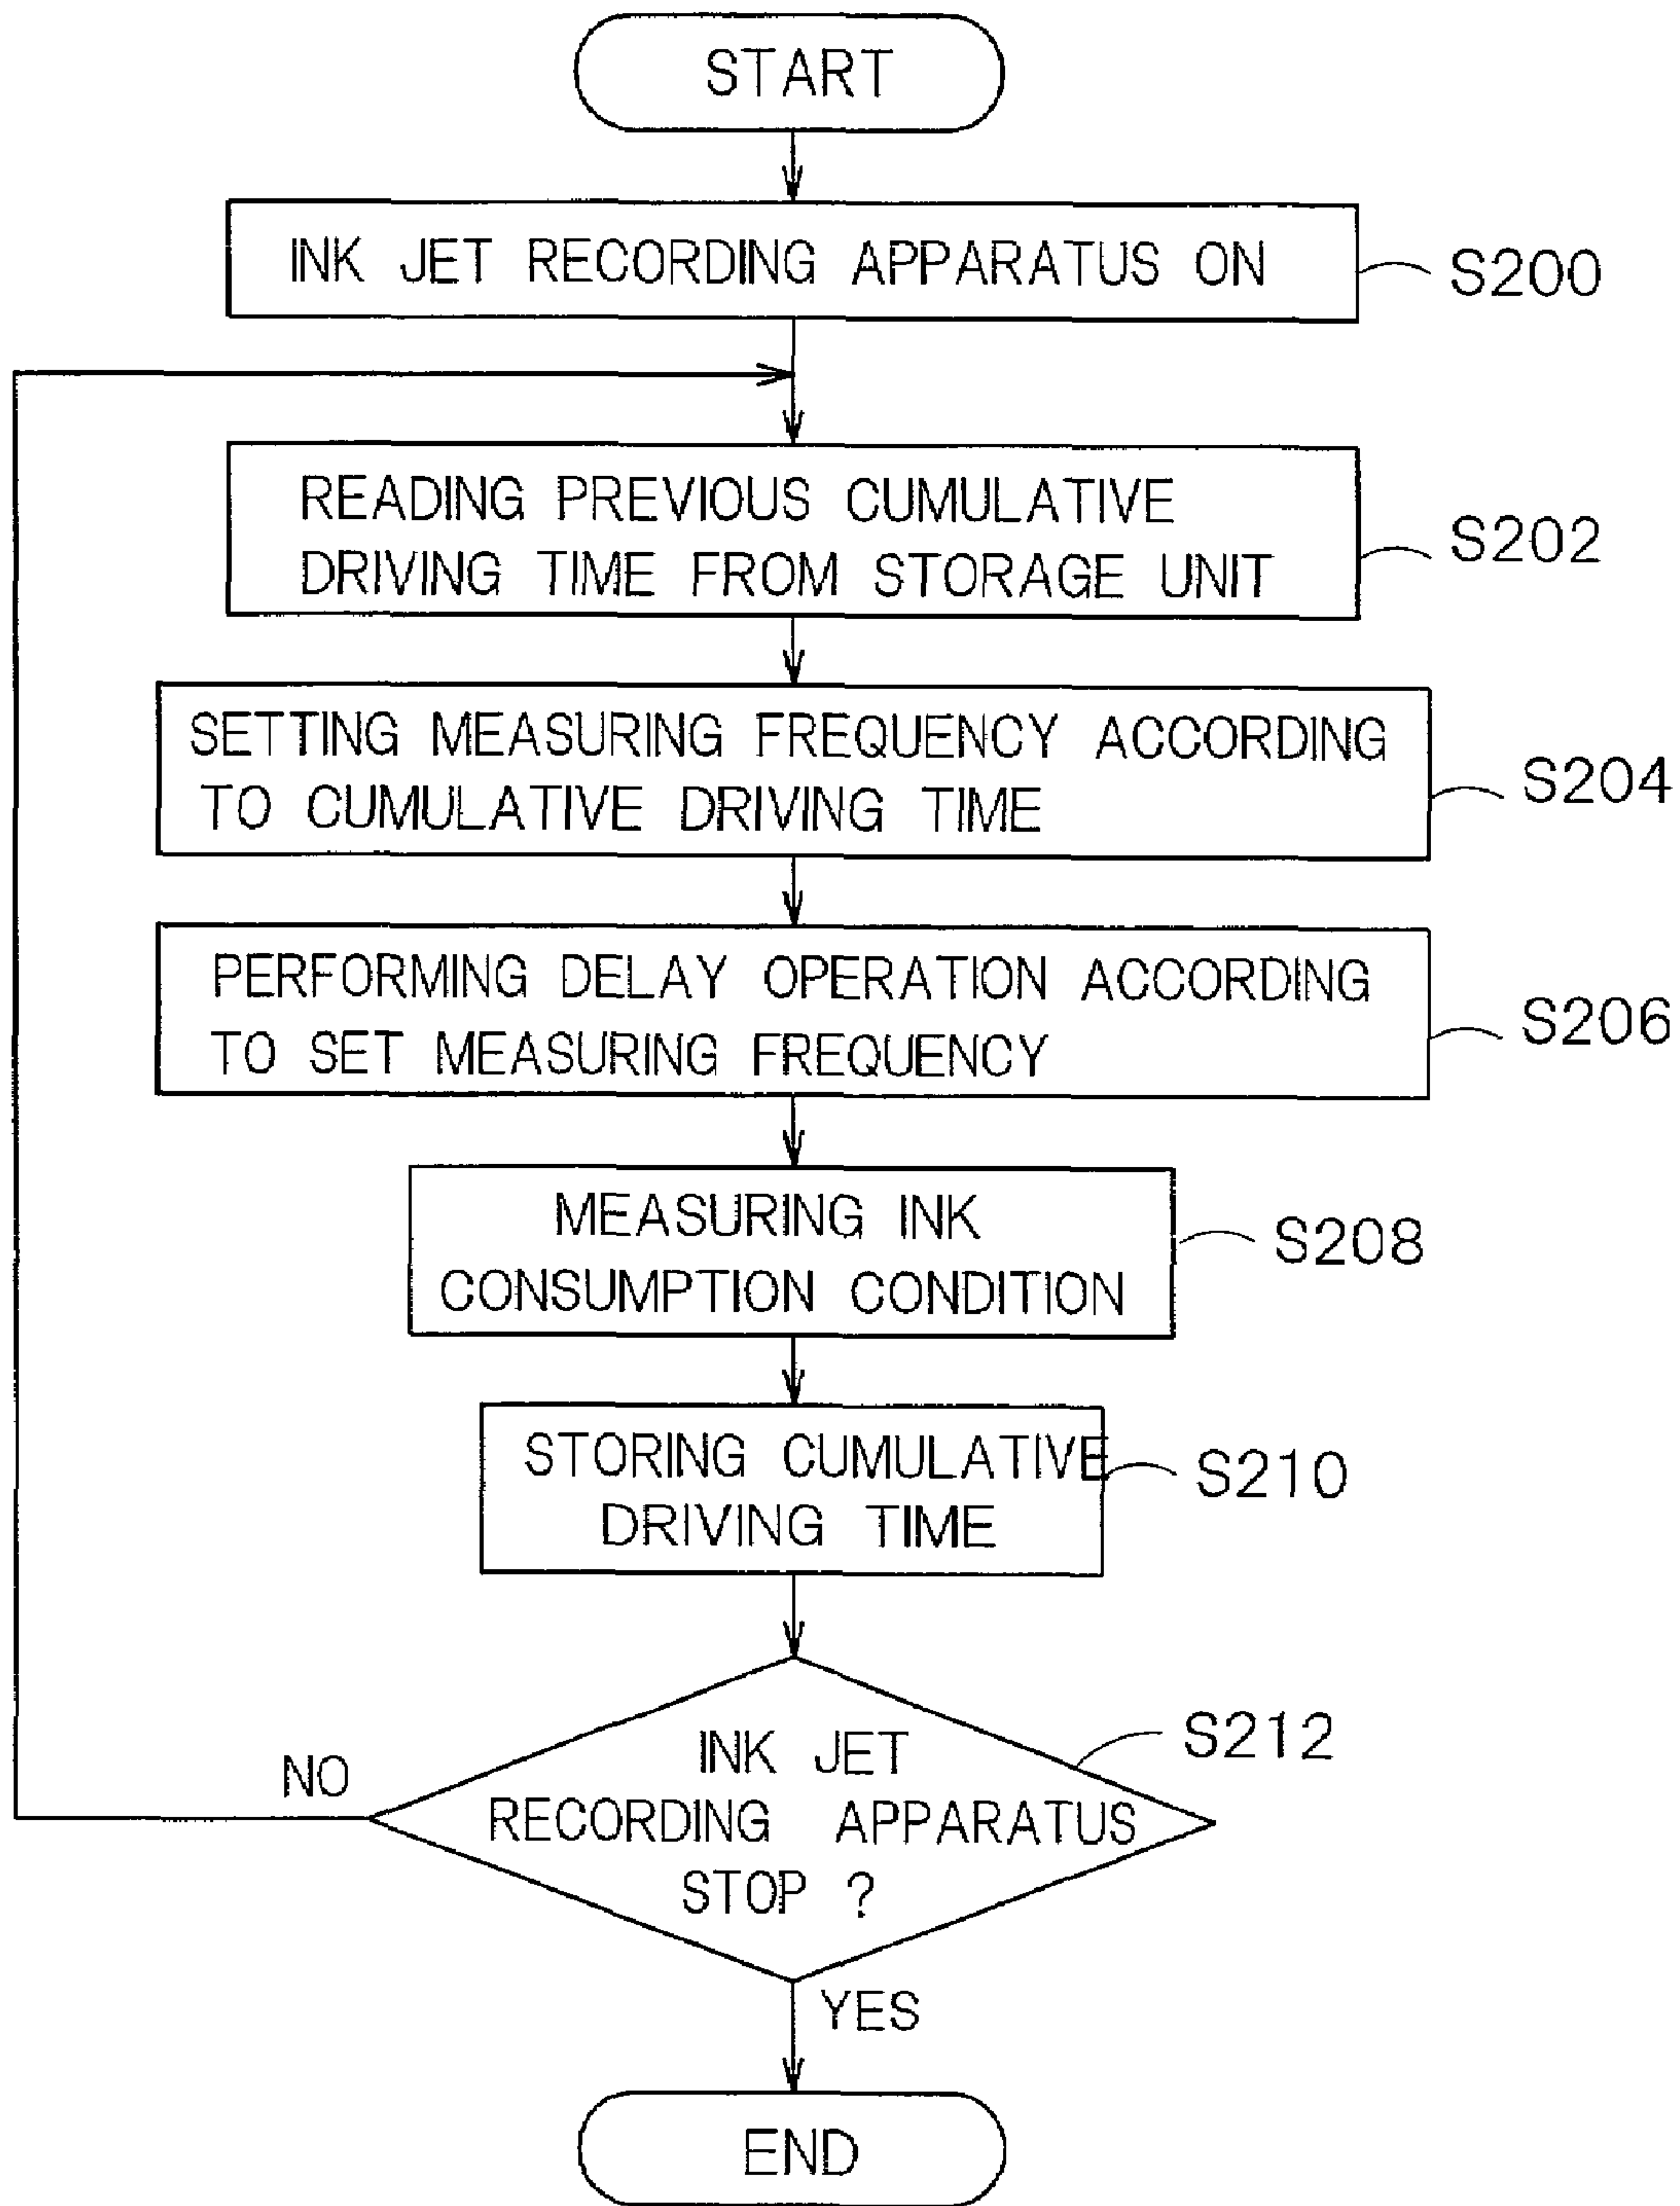 START
INK JET RECORDING APPARATUS ON
S200
READING PREVIOUS CUMULATIVE
DRIVING TIME FROM STORAGE UNIT
S202
SETTING MEASURING FREQUENCY ACCORDING
TO CUMULATIVE DRIVING TIME
S204
PERFORMING DELAY OPERATION ACCORDING
TO SET MEASURING FREQUENCY
S206
MEASURING INK
CONSUMPTION CONDITION
S208
STORING CUMULATIVE
DRIVING TIME
S210
INK JET
RECORDING APPARATUS
STOP ?
S212
NO
YES
END